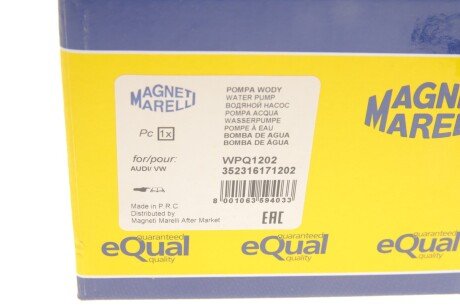 MAGNETI
MARELLI
Pc 1x
POMPA WODY
WATER PUMP
ВОДЯНОЙ НАСОС
POMPA ACQUA
WASSERPUMPE
POMPE À EAU
BOMBA DE AGUA
BOMBA DE ÁGUA
for/pour:
AUDI/ VW
WPQ1202
352316171202
8 001063 594033
Made in P.R.C
Distributed by
Magneti Marelli After Market
EAC
MAGNETI
MARELLI
guaranteed
eQual
quality
guaranteed
eQual
quality
guaranteed
eQual
quality